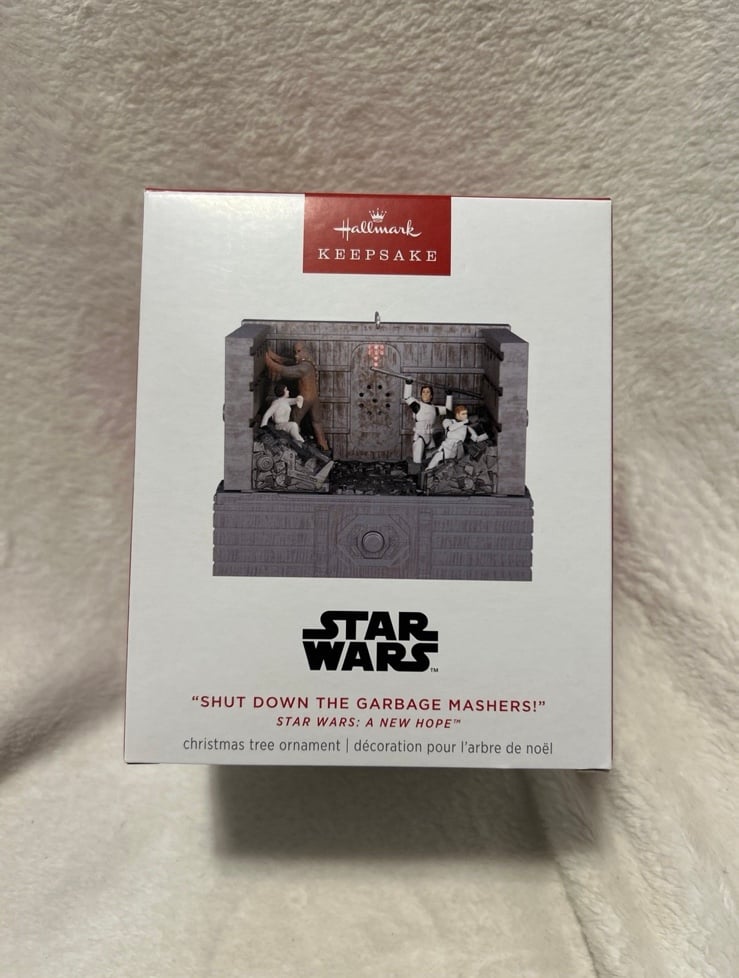 Hallmark
KEEPSAKE
STAR
WARS™
“SHUT DOWN THE GARBAGE MASHERS!”
STAR WARS: A NEW HOPE™
christmas tree ornament | décoration pour l’arbre de noël